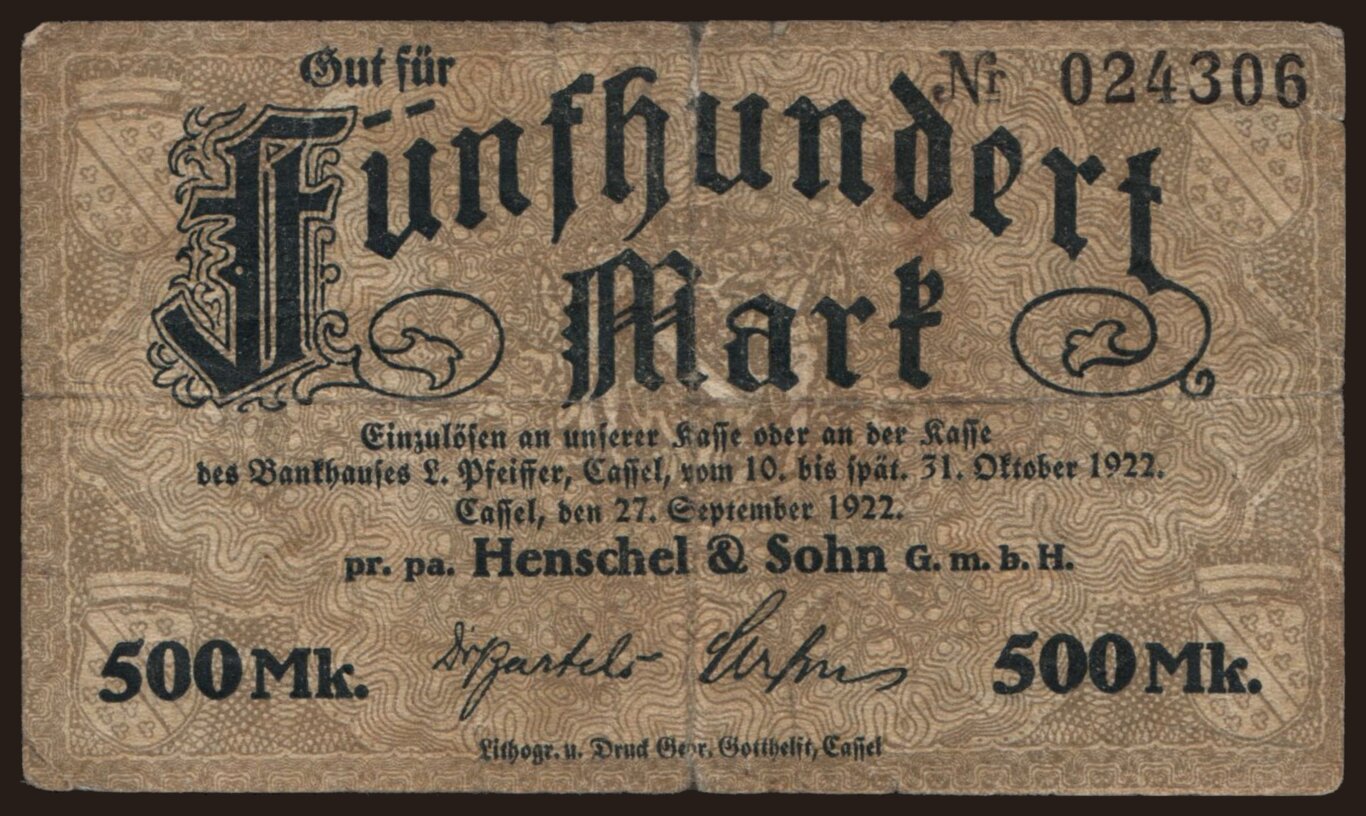 Gut für
Nr 024306
Fünfhundert
Mark
Einzulösen an unserer Kasse oder an der Kasse
des Bankhauses L. Pfeiffer, Cassel, vom 10. bis spät. 31. Oktober 1922.
Cassel, den 27. September 1922.
pr. pa. Henschel & Sohn G. m. b. H.
500 Mk.
500 Mk.
Lithogr. u. Druck Gebr. Gotthelft, Cassel